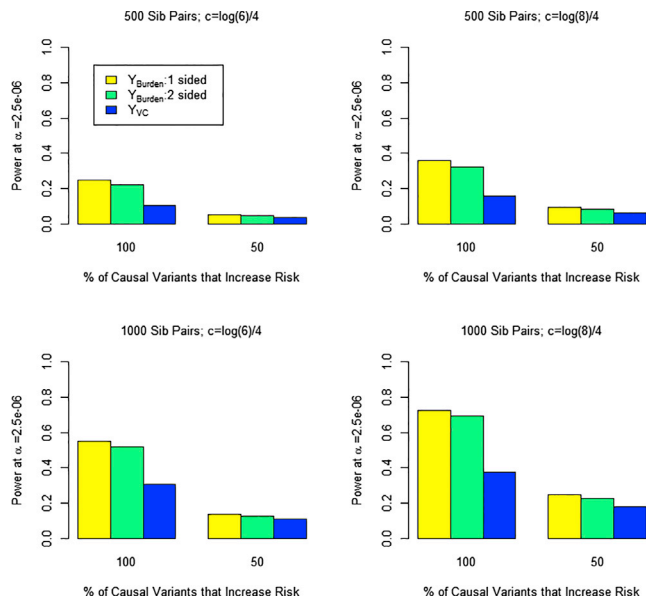 500 Sib Pairs; c=log(6)/4
Power at α =2.5e-06
1.0
0.8
0.6
0.4
0.2
0.0
Y_Burden:1 sided
Y_Burden:2 sided
Y_VC
100 50
% of Causal Variants that Increase Risk
500 Sib Pairs; c=log(8)/4
Power at α =2.5e-06
1.0
0.8
0.6
0.4
0.2
0.0
100 50
% of Causal Variants that Increase Risk
1000 Sib Pairs; c=log(6)/4
Power at α =2.5e-06
1.0
0.8
0.6
0.4
0.2
0.0
100 50
% of Causal Variants that Increase Risk
1000 Sib Pairs; c=log(8)/4
Power at α =2.5e-06
1.0
0.8
0.6
0.4
0.2
0.0
100 50
% of Causal Variants that Increase Risk